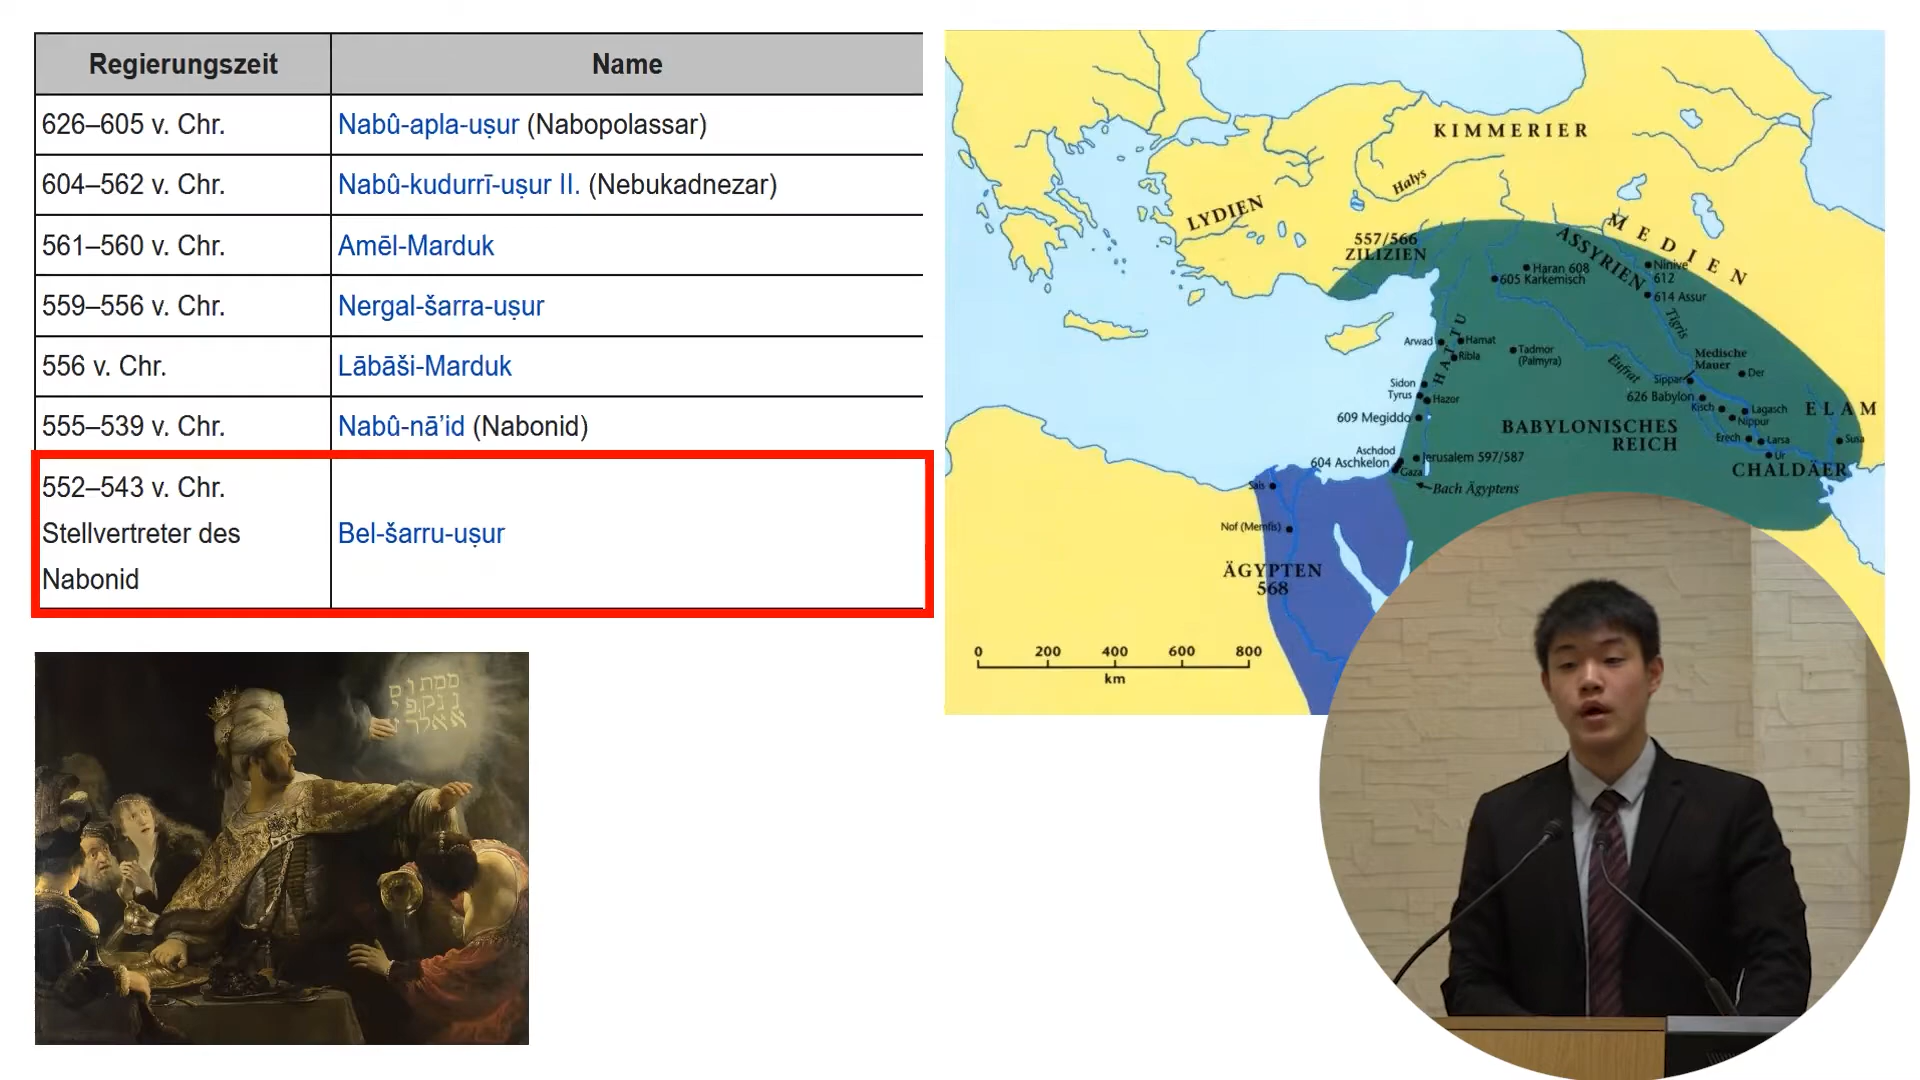 Regierungszeit Name
626–605 v. Chr. Nabû-apla-uṣur (Nabopolassar)
604–562 v. Chr. Nabû-kudurrī-uṣur II. (Nebukadnezar)
561–560 v. Chr. Amēl-Marduk
559–556 v. Chr. Nergal-šarra-uṣur
556 v. Chr. Lābāši-Marduk
555–539 v. Chr. Nabû-nā’id (Nabonid)
552–543 v. Chr.
Stellvertreter des
Nabonid
Bel-šarru-uṣur
KIMMERIER
Halys
LYDIEN
MEDIEN
ASSYRIEN
557/566
ZILIZIEN
Haran 608
605 Karkemisch
Ninive
612
614 Assur
Tigris
HATTU
Arwad
Hamat
Ribla
Tadmor
(Palmyra)
Medische
Mauer
Der
Eufrat
Sippar
Sidon
Tyrus
Hazor
626 Babylon
Kisch
Lagasch
Nippur
ELAM
609 Megiddo
BABYLONISCHES
REICH
Erech
Larsa
Susa
Ur
CHALDÄER
Aschdod
604 Aschkelon
Gaza
Jerusalem 597/587
Bach Ägyptens
Sais
Nof (Memfis)
ÄGYPTEN
568
0 200 400 600 800
km
ממתוס
ננקפי
אאלרן